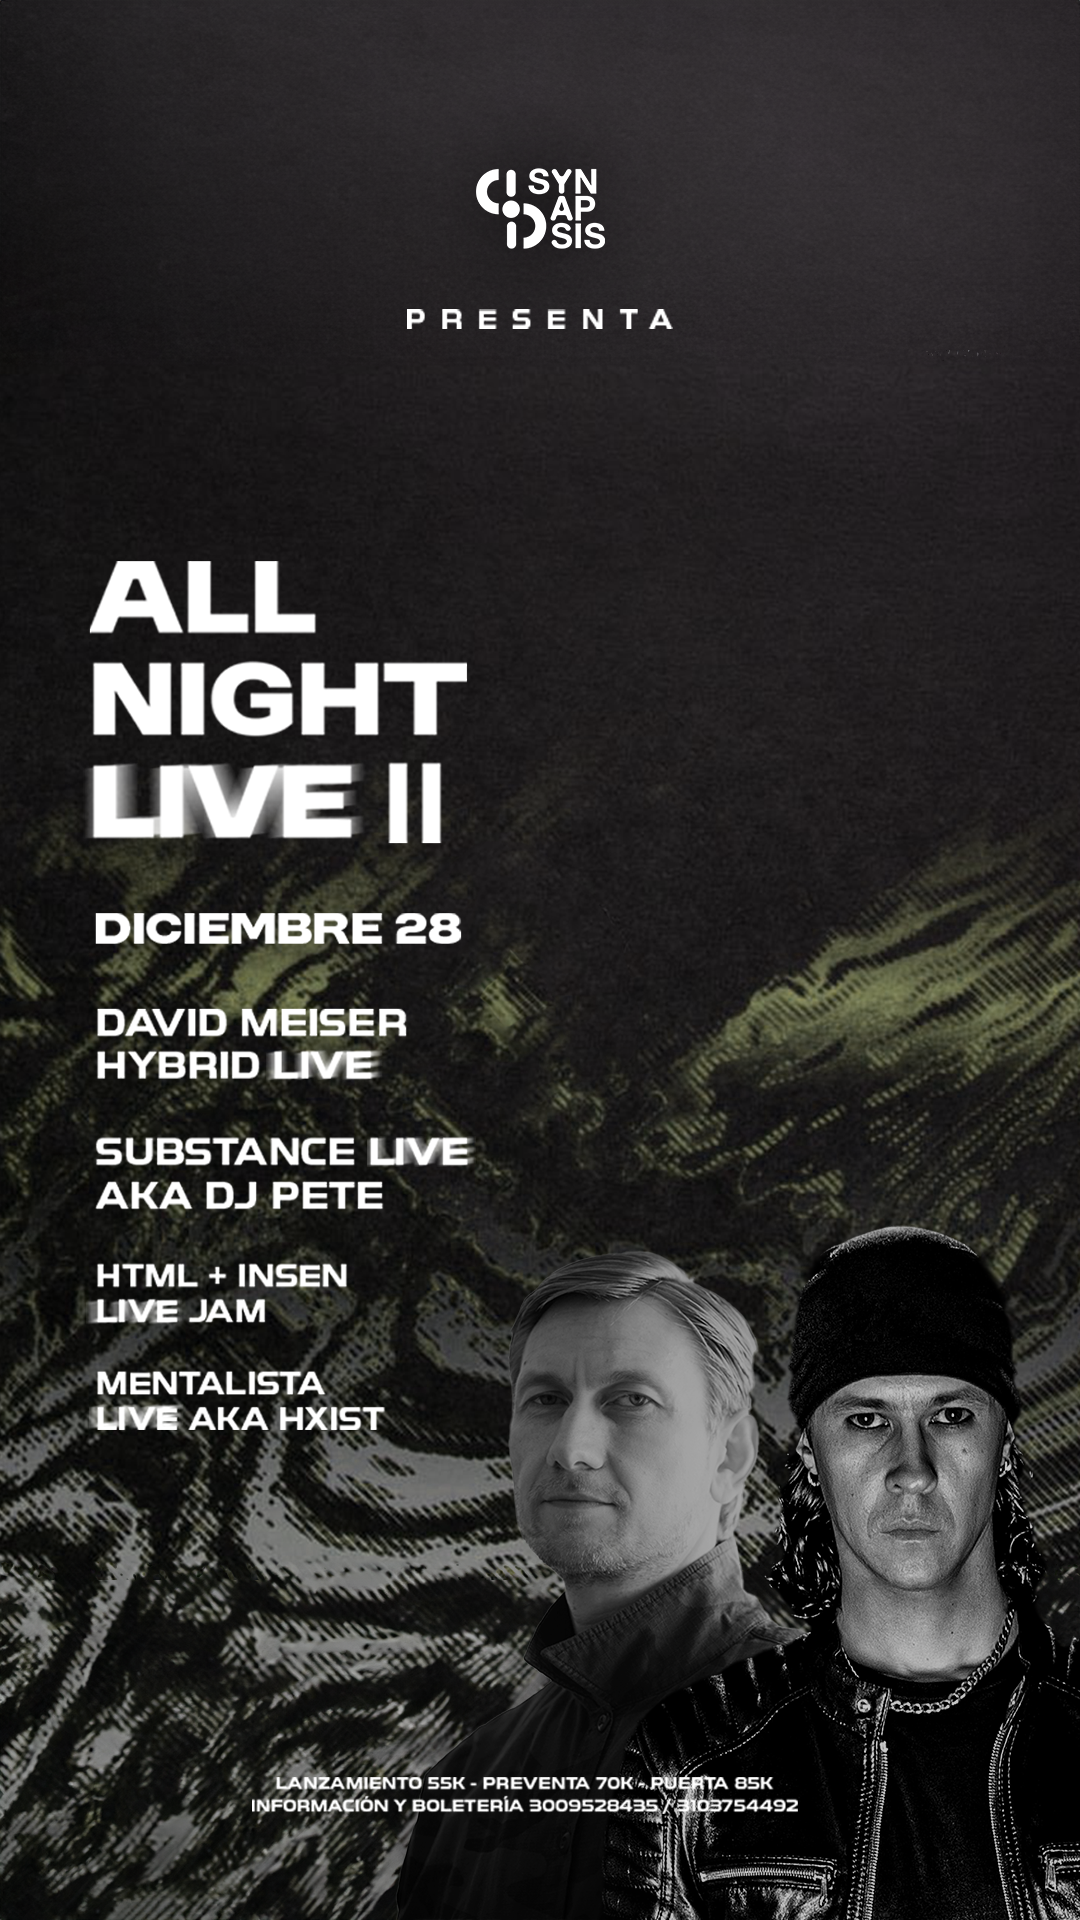 SYN
AP
SIS
PRESENTA
ALL
NIGHT
LIVE II
DICIEMBRE 28
DAVID MEISER
HYBRID LIVE
SUBSTANCE LIVE
AKA DJ PETE
HTML + INSEN
LIVE JAM
MENTALISTA
LIVE AKA HXIST
LANZAMIENTO 55K - PREVENTA 70K - PUERTA 85K
INFORMACIÓN Y BOLETERÍA 3009528435 / 3103754492